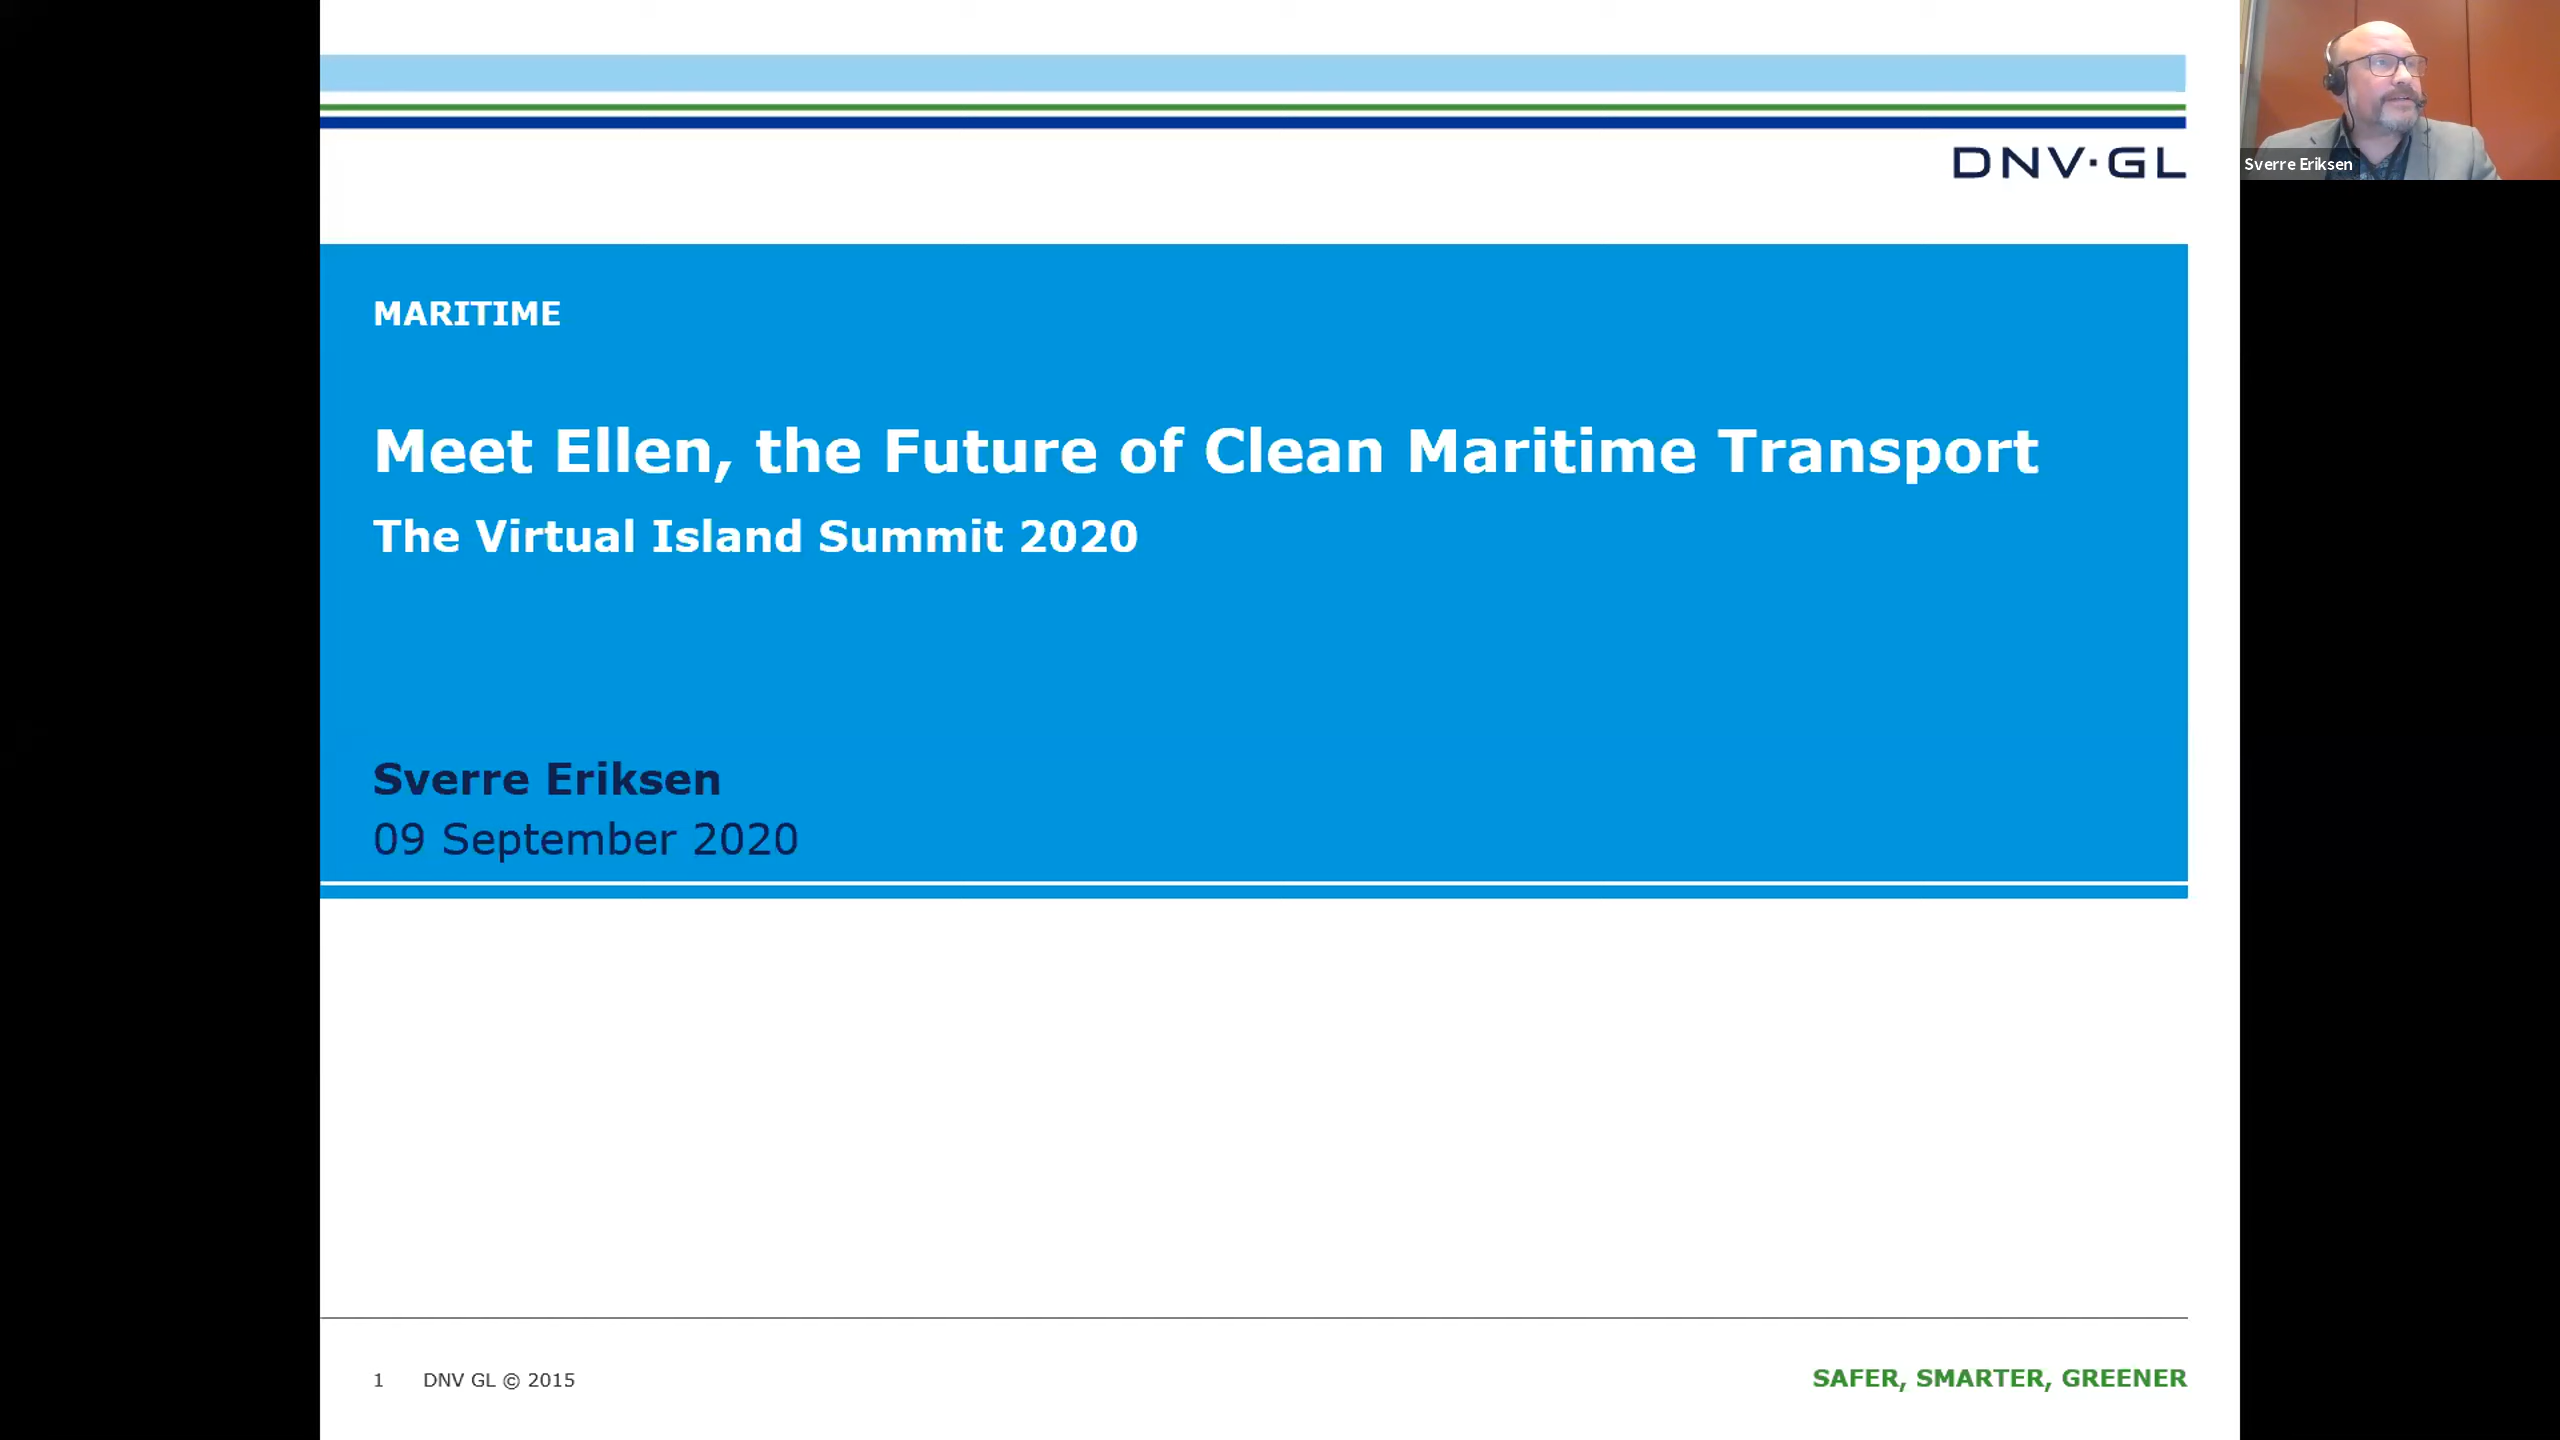 DNV·GL
Sverre Eriksen
MARITIME
Meet Ellen, the Future of Clean Maritime Transport
The Virtual Island Summit 2020
Sverre Eriksen
09 September 2020
1 DNV GL © 2015
SAFER, SMARTER, GREENER